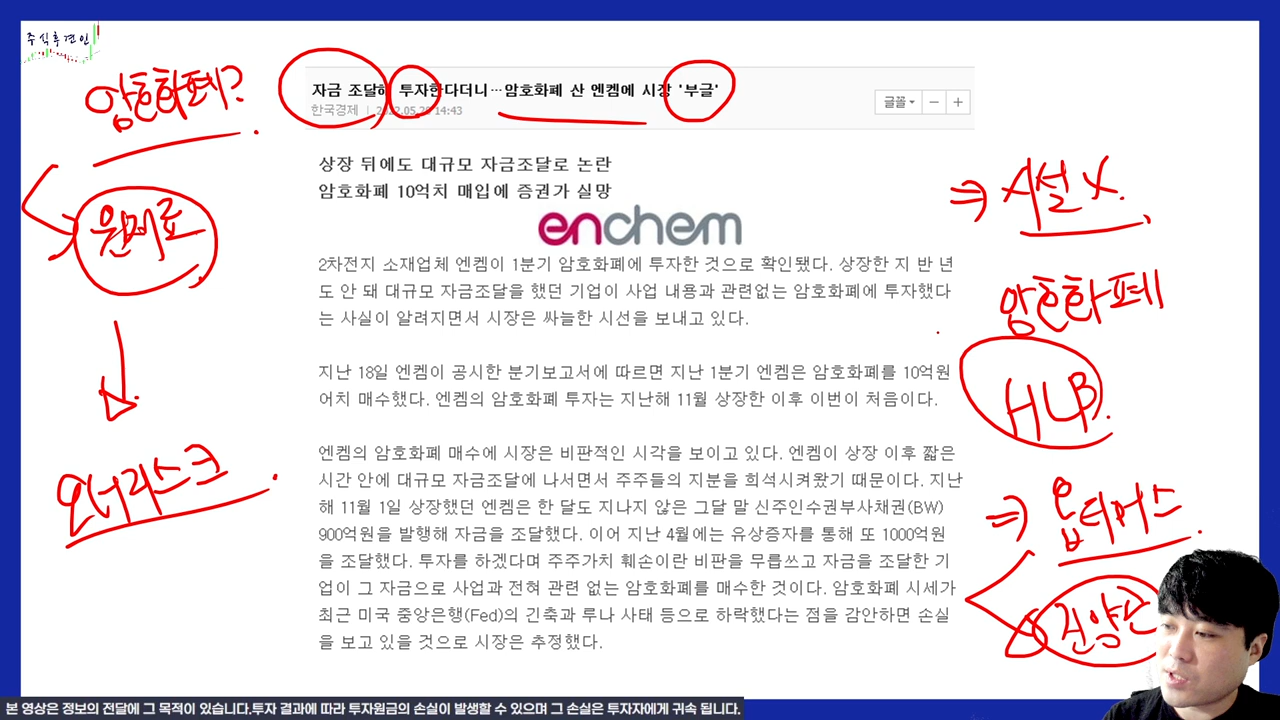 주식후견인
암호화폐?
원재료
오너리스크
자금 조달해 투자한다더니…암호화폐 산 엔켐에 시장 '부글'
한국경제 14:43
글꼴 - +
상장 뒤에도 대규모 자금조달로 논란
암호화폐 10억치 매입에 증권가 실망
enchem
2차전지 소재업체 엔켐이 1분기 암호화폐에 투자한 것으로 확인됐다. 상장한 지 반 년
도 안 돼 대규모 자금조달을 했던 기업이 사업 내용과 관련없는 암호화폐에 투자했다
는 사실이 알려지면서 시장은 싸늘한 시선을 보내고 있다.
지난 18일 엔켐이 공시한 분기보고서에 따르면 지난 1분기 엔켐은 암호화폐를 10억원
어치 매수했다. 엔켐의 암호화폐 투자는 지난해 11월 상장한 이후 이번이 처음이다.
엔켐의 암호화폐 매수에 시장은 비판적인 시각을 보이고 있다. 엔켐이 상장 이후 짧은
시간 안에 대규모 자금조달에 나서면서 주주들의 지분을 희석시켜왔기 때문이다. 지난
해 11월 1일 상장했던 엔켐은 한 달도 지나지 않은 그달 말 신주인수권부사채권(BW)
900억원을 발행해 자금을 조달했다. 이어 지난 4월에는 유상증자를 통해 또 1000억원
을 조달했다. 투자를 하겠다며 주주가치 훼손이란 비판을 무릅쓰고 자금을 조달한 기
업이 그 자금으로 사업과 전혀 관련 없는 암호화폐를 매수한 것이다. 암호화폐 시세가
최근 미국 중앙은행(Fed)의 긴축과 루나 사태 등으로 하락했다는 점을 감안하면 손실
을 보고 있을 것으로 시장은 추정했다.
⇒ 시설 X.
암호화폐
HLB.
⇒ 옵티머스
본 영상은 정보의 전달에 그 목적이 있습니다.투자 결과에 따라 투자원금의 손실이 발생할 수 있으며 그 손실은 투자자에게 귀속 됩니다.